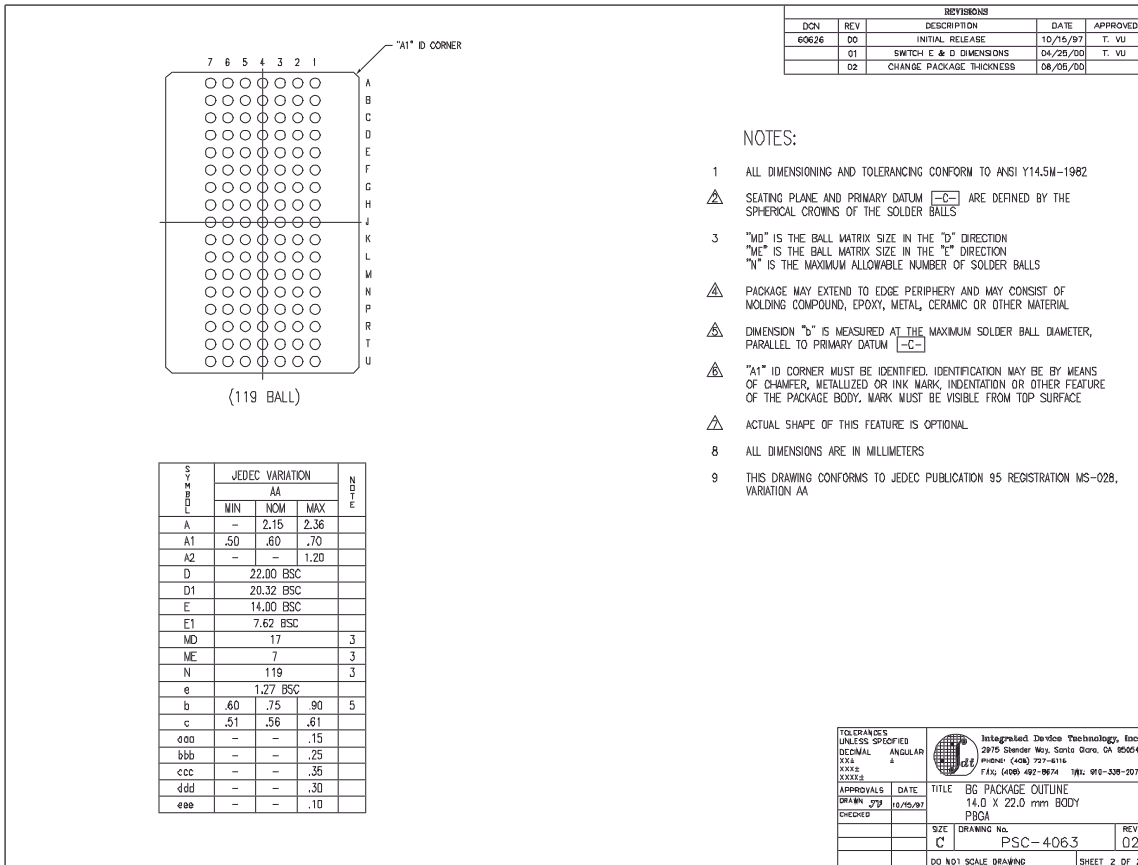 REVISIONS
DCN REV DESCRIPTION DATE APPROVED
60626 00 INITIAL RELEASE 10/15/97 T. VU
01 SWITCH E & D DIMENSIONS 04/25/00 T. VU
02 CHANGE PACKAGE THICKNESS 08/05/00
"A1" ID CORNER
7 6 5 4 3 2 1
A
B
C
D
E
F
G
H
J
K
L
M
N
P
R
T
U
(119 BALL)
NOTES:
1 ALL DIMENSIONING AND TOLERANCING CONFORM TO ANSI Y14.5M-1982
2 SEATING PLANE AND PRIMARY DATUM -C- ARE DEFINED BY THE
SPHERICAL CROWNS OF THE SOLDER BALLS
3 "MD" IS THE BALL MATRIX SIZE IN THE "D" DIRECTION
"ME" IS THE BALL MATRIX SIZE IN THE "E" DIRECTION
"N" IS THE MAXIMUM ALLOWABLE NUMBER OF SOLDER BALLS
4 PACKAGE MAY EXTEND TO EDGE PERIPHERY AND MAY CONSIST OF
MOLDING COMPOUND, EPOXY, METAL, CERAMIC OR OTHER MATERIAL
5 DIMENSION "b" IS MEASURED AT THE MAXIMUM SOLDER BALL DIAMETER,
PARALLEL TO PRIMARY DATUM -C-
6 "A1" ID CORNER MUST BE IDENTIFIED. IDENTIFICATION MAY BE BY MEANS
OF CHAMFER, METALLIZED OR INK MARK, INDENTATION OR OTHER FEATURE
OF THE PACKAGE BODY. MARK MUST BE VISIBLE FROM TOP SURFACE
7 ACTUAL SHAPE OF THIS FEATURE IS OPTIONAL
8 ALL DIMENSIONS ARE IN MILLIMETERS
9 THIS DRAWING CONFORMS TO JEDEC PUBLICATION 95 REGISTRATION MS-028,
VARIATION AA
SYMBOL JEDEC VARIATION NOTE
AA
MIN NOM MAX
A - 2.15 2.36
A1 .50 .60 .70
A2 - - 1.20
D 22.00 BSC
D1 20.32 BSC
E 14.00 BSC
E1 7.62 BSC
MD 17 3
ME 7 3
N 119 3
e 1.27 BSC
b .60 .75 .90 5
c .51 .56 .61
aaa - - .15
bbb - - .25
ccc - - .35
ddd - - .30
eee - - .10
TOLERANCES
UNLESS SPECIFIED
DECIMAL ANGULAR
XX± ±
XXX±
XXXX±
idt
Integrated Device Technology, Inc
2975 Stender Way, Santa Clara, CA 95054
PHONE: (408) 727-6116
FAX: (408) 492-8674 TWX: 910-338-207
APPROVALS DATE
DRAWN 10/15/97
CHECKED
TITLE BG PACKAGE OUTLINE
14.0 X 22.0 mm BODY
PBGA
SIZE DRAWING No. REV
C PSC-4063 02
DO NOT SCALE DRAWING SHEET 2 OF